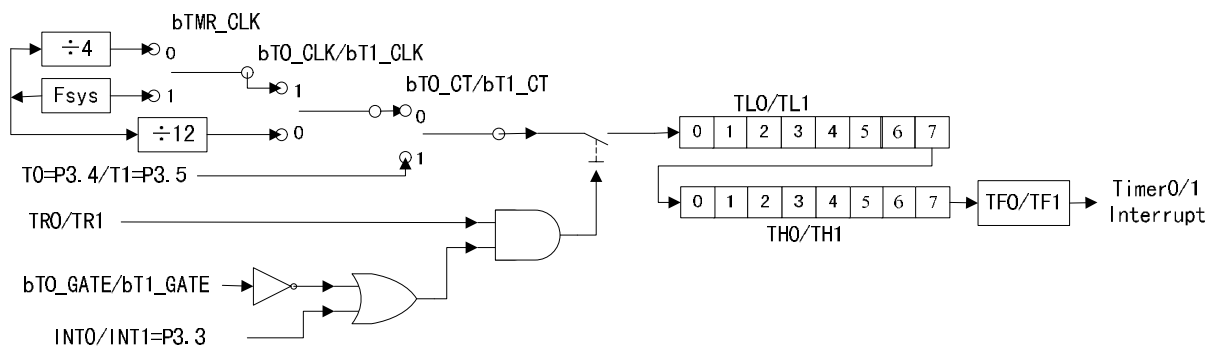 bTMR_CLK
÷4
0
bT0_CLK/bT1_CLK
Fsys
1
1
bT0_CT/bT1_CT
0
÷12
0
1
T0=P3.4/T1=P3.5
TL0/TL1
0 1 2 3 4 5 6 7
0 1 2 3 4 5 6 7
TH0/TH1
TF0/TF1
Timer0/1
Interrupt
TR0/TR1
bT0_GATE/bT1_GATE
INT0/INT1=P3.3